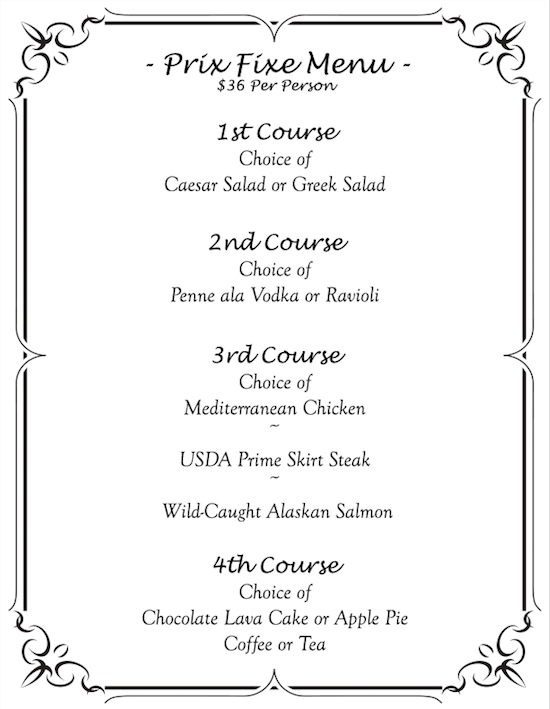 - Prix Fixe Menu -
$36 Per Person
1st Course
Choice of
Caesar Salad or Greek Salad
2nd Course
Choice of
Penne ala Vodka or Ravioli
3rd Course
Choice of
Mediterranean Chicken
~
USDA Prime Skirt Steak
~
Wild-Caught Alaskan Salmon
4th Course
Choice of
Chocolate Lava Cake or Apple Pie
Coffee or Tea